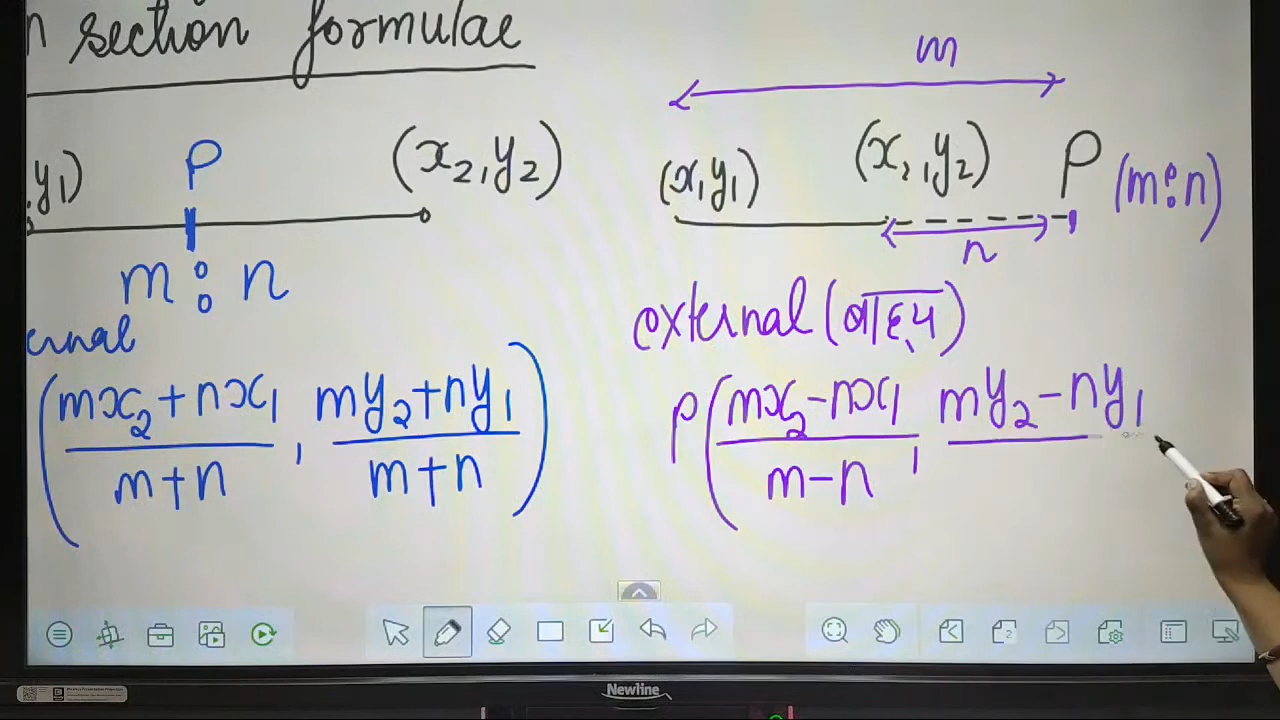 n section formulae
m
,y1) P (x2,y2) (x,y1) (x2,y2) P (m:n)
m : n n
ernal external (बाह्य)
(mx2+nx1, my2+ny1) P(mx2-nx1, my2-ny1
m+n m+n m-n
2
Newline